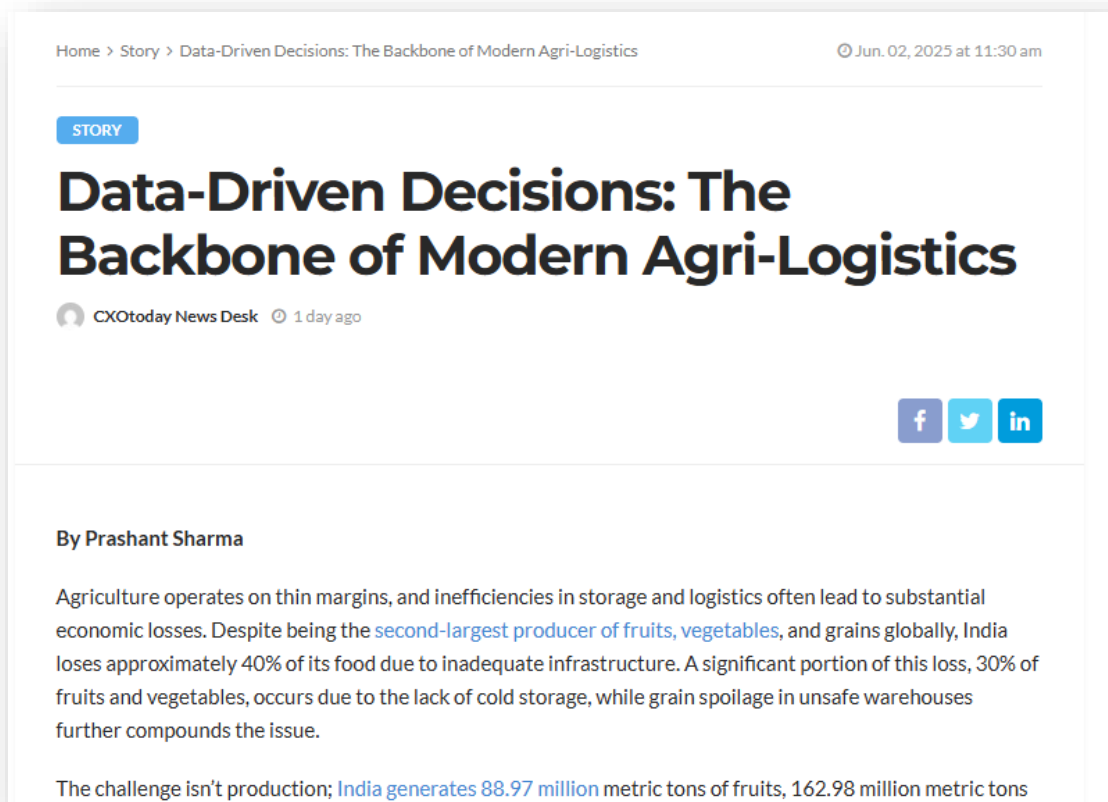 Home > Story > Data-Driven Decisions: The Backbone of Modern Agri-Logistics
Jun. 02, 2025 at 11:30 am
STORY
Data-Driven Decisions: The
Backbone of Modern Agri-Logistics
CXOtoday News Desk 1 day ago
By Prashant Sharma
Agriculture operates on thin margins, and inefficiencies in storage and logistics often lead to substantial
economic losses. Despite being the second-largest producer of fruits, vegetables, and grains globally, India
loses approximately 40% of its food due to inadequate infrastructure. A significant portion of this loss, 30% of
fruits and vegetables, occurs due to the lack of cold storage, while grain spoilage in unsafe warehouses
further compounds the issue.
The challenge isn’t production; India generates 88.97 million metric tons of fruits, 162.98 million metric tons